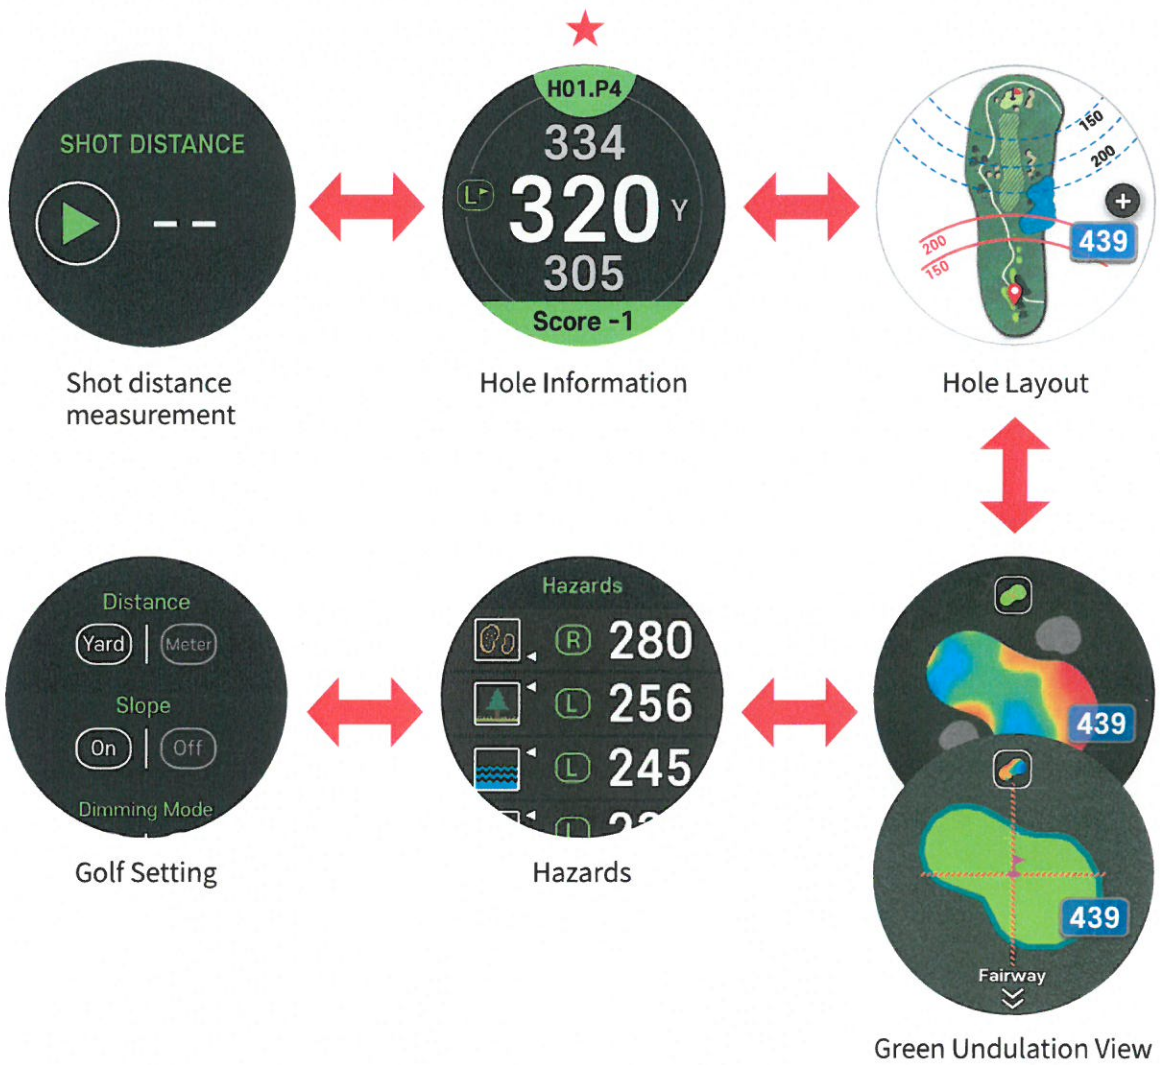 SHOT DISTANCE
Shot distance
measurement
H01.P4
334
L
320 Y
305
Score -1
Hole Information
150
200
200
150
439
Hole Layout
Distance
Yard Meter
Slope
On Off
Dimming Mode
Golf Setting
Hazards
R 280
L 256
L 245
L
Hazards
439
439
Fairway
Green Undulation View